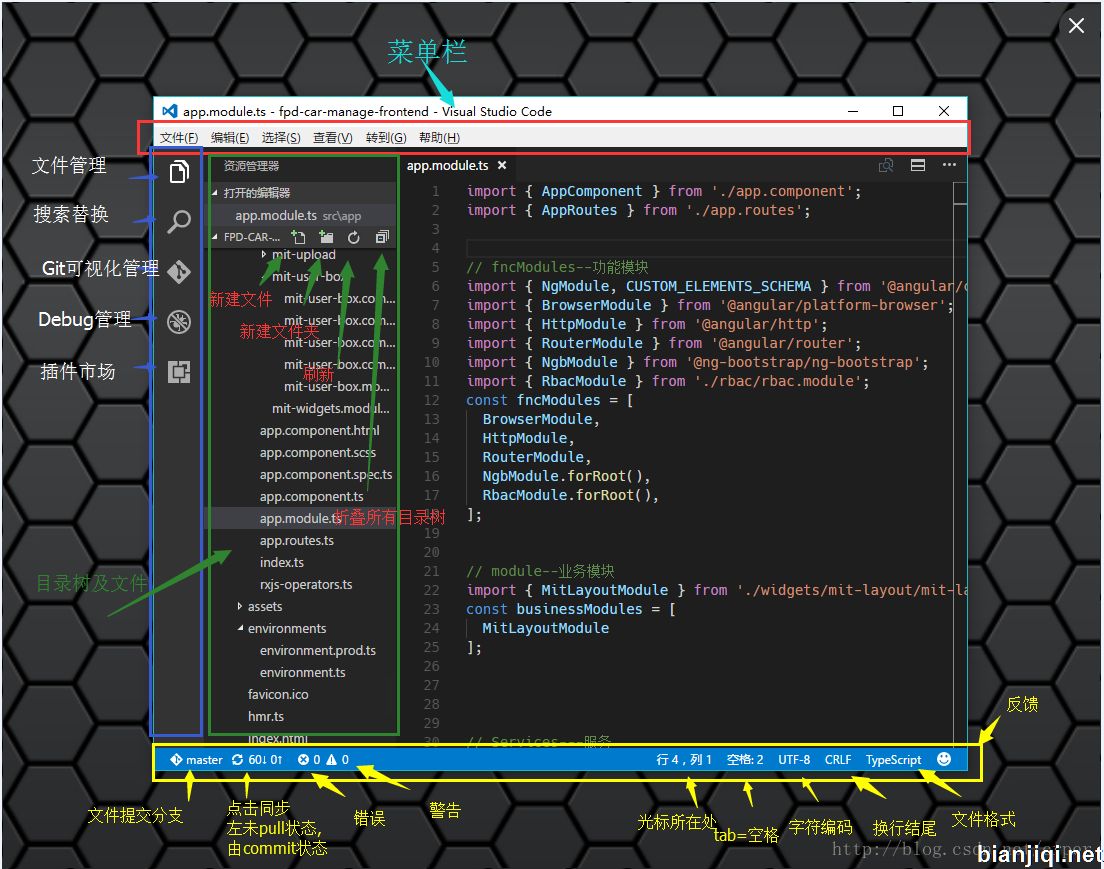 菜单栏
app.module.ts - fpd-car-manage-frontend - Visual Studio Code
文件(F) 编辑(E) 选择(S) 查看(V) 转到(G) 帮助(H)
文件管理
搜索替换
Git可视化管理
Debug管理
插件市场
目录树及文件
资源管理器
打开的编辑器
app.module.ts src\app
FPD-CAR-...
mit-upload
mit-user-box
新建文件
mit-user-box.com...
mit-user-box.com...
新建文件夹
mit-user-box.com...
mit-user-box.com...
刷新
mit-user-box.mo...
mit-widgets.modul...
app.component.html
app.component.scss
app.component.spec.ts
app.component.ts
app.module.ts
折叠所有目录树
app.routes.ts
index.ts
rxjs-operators.ts
assets
environments
environment.prod.ts
environment.ts
favicon.ico
hmr.ts
index.html
app.module.ts
1 import { AppComponent } from './app.component';
2 import { AppRoutes } from './app.routes';
3
4
5 // fncModules--功能模块
6 import { NgModule, CUSTOM_ELEMENTS_SCHEMA } from '@angular/c
7 import { BrowserModule } from '@angular/platform-browser';
8 import { HttpModule } from '@angular/http';
9 import { RouterModule } from '@angular/router';
10 import { NgbModule } from '@ng-bootstrap/ng-bootstrap';
11 import { RbacModule } from './rbac/rbac.module';
12 const fncModules = [
13 BrowserModule,
14 HttpModule,
15 RouterModule,
16 NgbModule.forRoot(),
17 RbacModule.forRoot(),
];
19
20
21 // module--业务模块
22 import { MitLayoutModule } from './widgets/mit-layout/mit-la
23 const businessModules = [
24 MitLayoutModule
25 ];
26
27
28
29
30 // Services---服务
反馈
master 60↓ 0↑ 0 0 行 4，列 1 空格: 2 UTF-8 CRLF TypeScript
文件提交分支
点击同步
左未pull状态,
由commit状态
错误
警告
光标所在处
tab=空格
字符编码
换行结尾
文件格式
bianjiqi.net